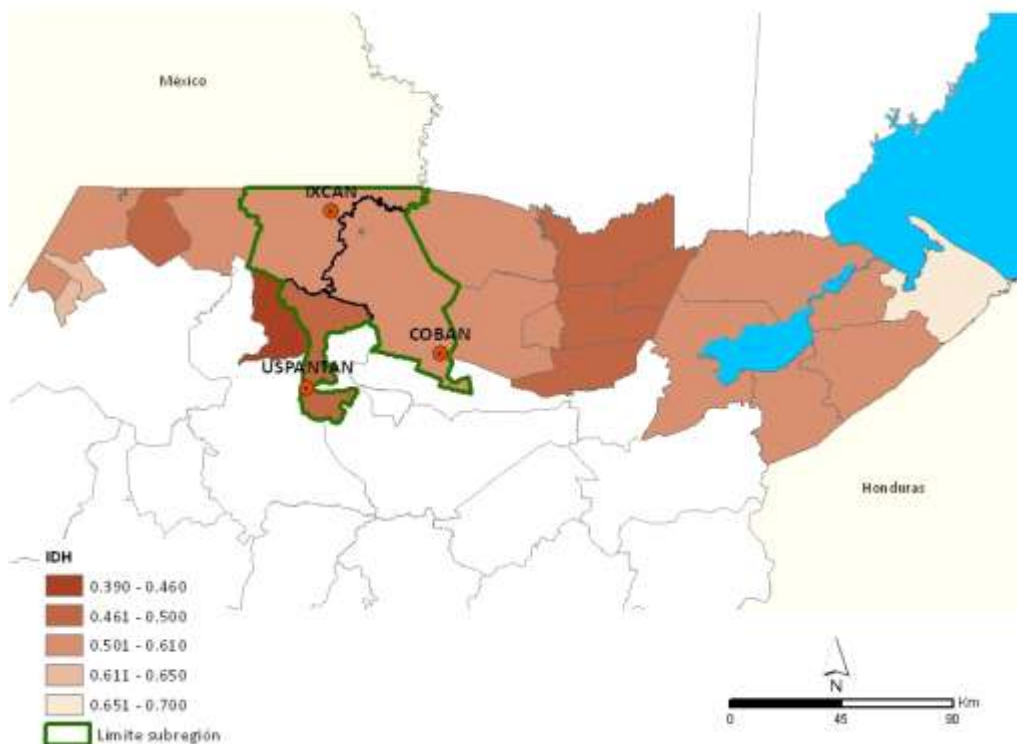 México
IXCAN
COBAN
USPANTAN
Honduras
IDH
0.390 - 0.460
0.461 - 0.500
0.501 - 0.610
0.611 - 0.650
0.651 - 0.700
Límite subregión
N
Km
0 45 90